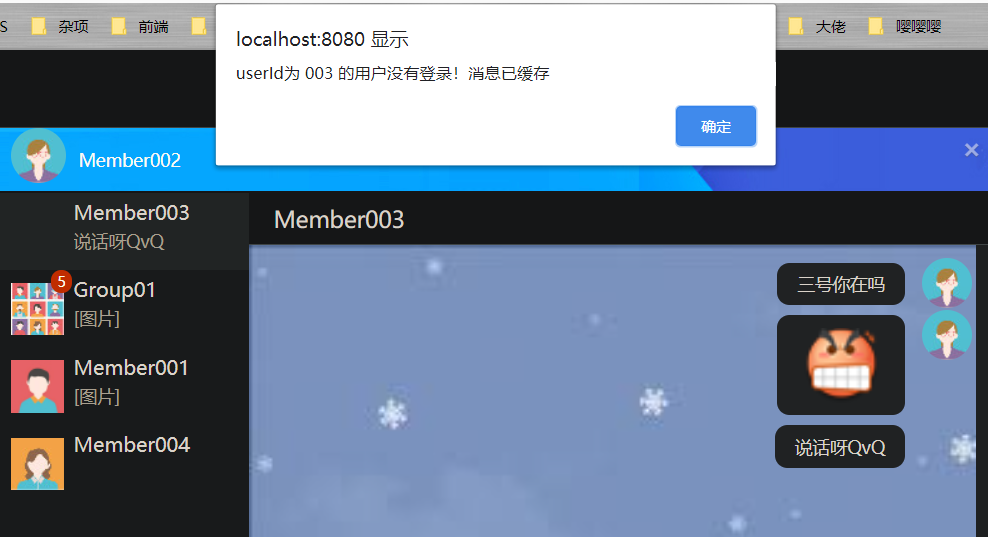 S 杂项 前端 大佬 嘤嘤嘤
localhost:8080 显示
userId为 003 的用户没有登录！消息已缓存
确定
Member002
×
Member003
说话呀QvQ
5
Group01
[图片]
Member001
[图片]
Member004
Member003
三号你在吗
说话呀QvQ